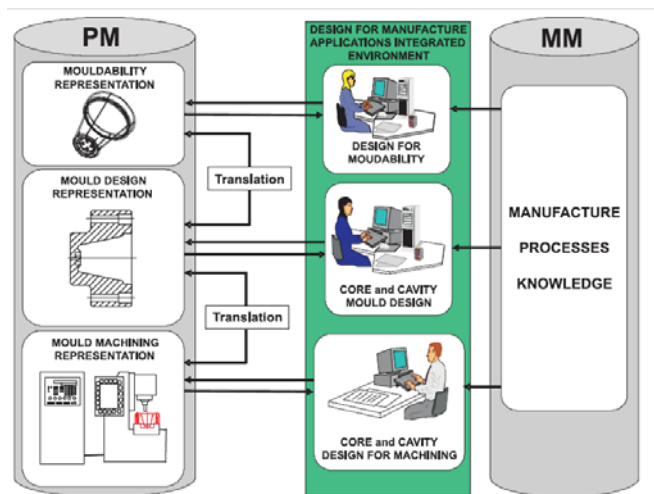 PM
MOULDABILITY
REPRESENTATION
MOULD DESIGN
REPRESENTATION
MOULD MACHINING
REPRESENTATION
Translation
Translation
DESIGN FOR MANUFACTURE
APPLICATIONS INTEGRATED
ENVIRONMENT
DESIGN FOR
MOUDABILITY
CORE and CAVITY
MOULD DESIGN
CORE and CAVITY
DESIGN FOR MACHINING
MM
MANUFACTURE
PROCESSES
KNOWLEDGE